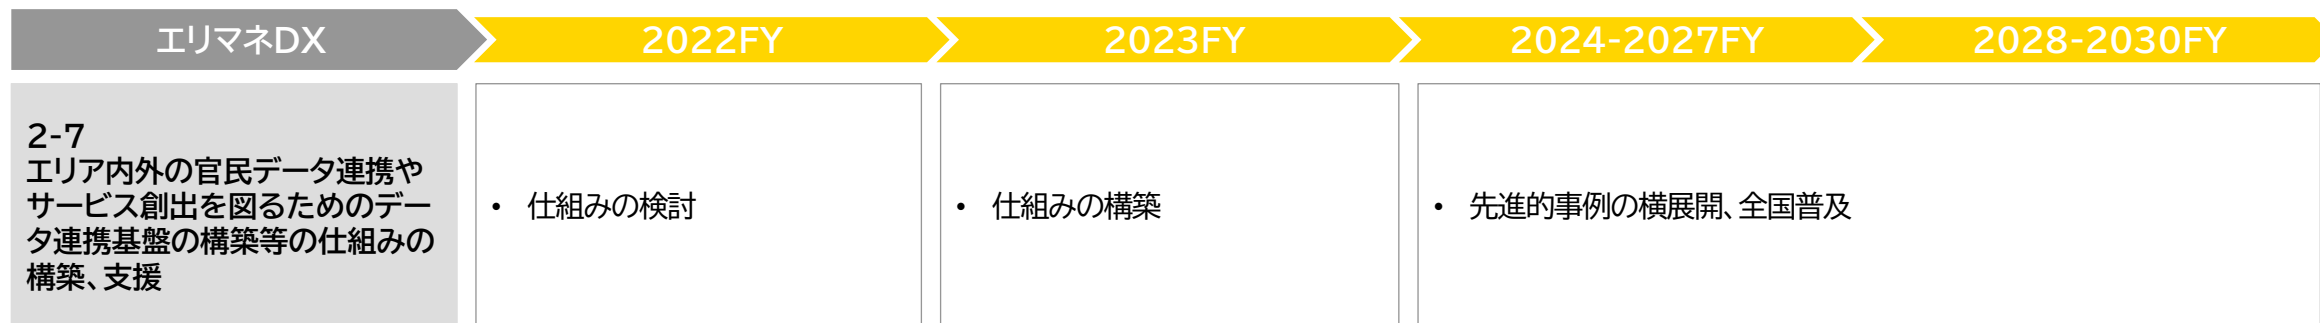 エリマネDX
2022FY
2023FY
2024-2027FY
2028-2030FY
2-7
エリア内外の官民データ連携や
サービス創出を図るためのデー
タ連携基盤の構築等の仕組みの
構築、支援
• 仕組みの検討
• 仕組みの構築
• 先進的事例の横展開、全国普及